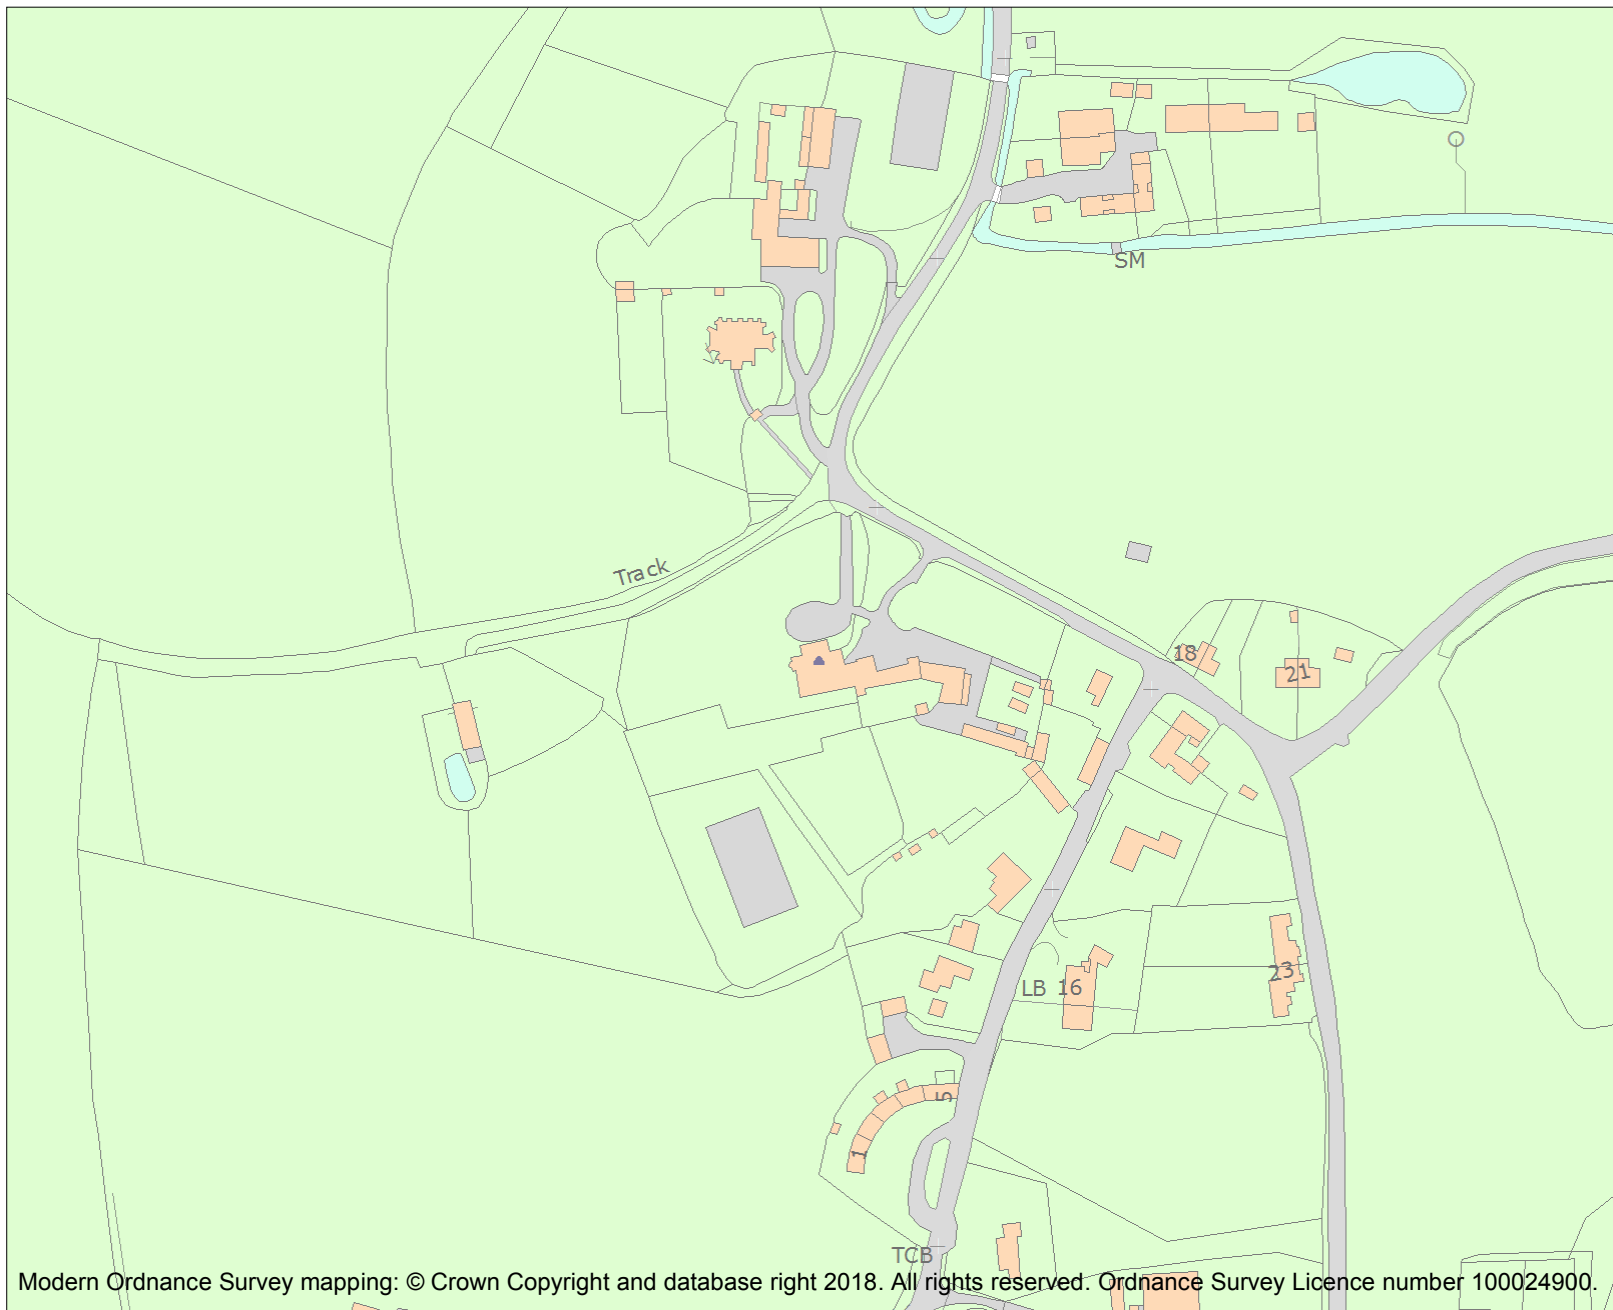 SM
Track
18
21
23
LB 16
5
1
TCB
Modern Ordnance Survey mapping: © Crown Copyright and database right 2018. All rights reserved. Ordnance Survey Licence number 100024900.